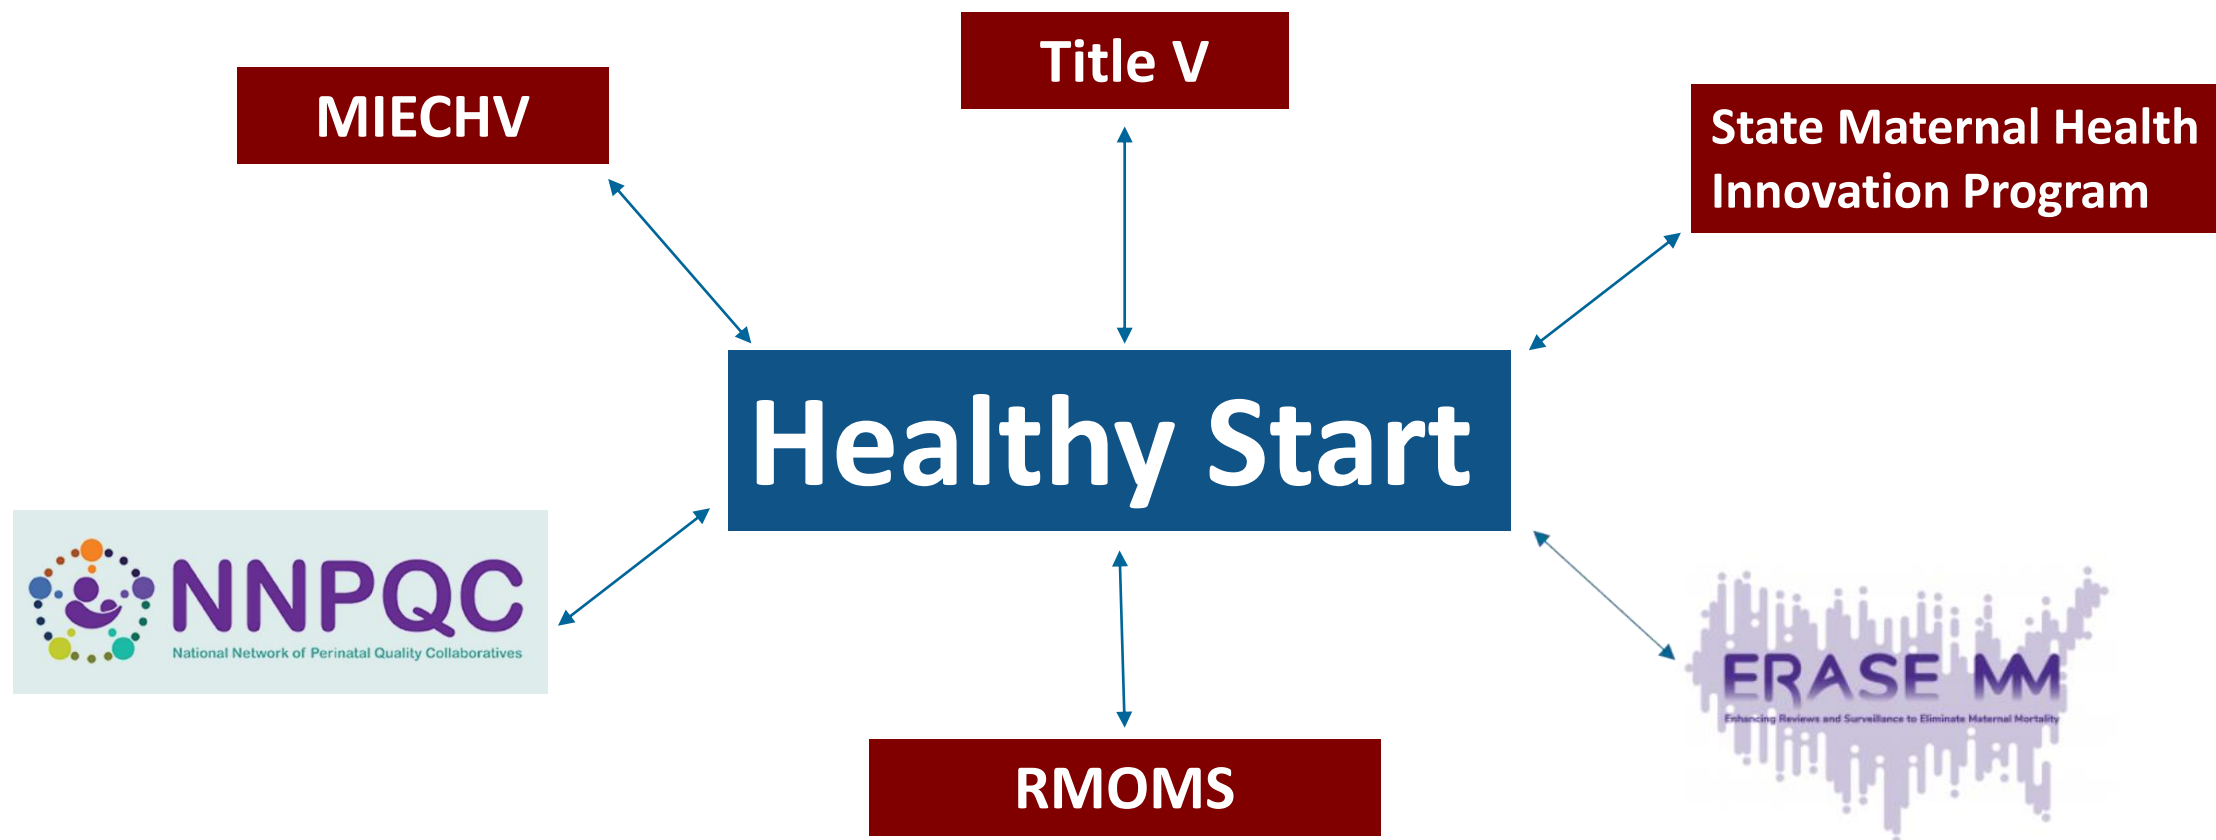 Title V
MIECHV
State Maternal Health
Innovation Program
Healthy Start
NNPQC
National Network of Perinatal Quality Collaboratives
ERASE MM
Enhancing Reviews and Surveillance to Eliminate Maternal Mortality
RMOMS